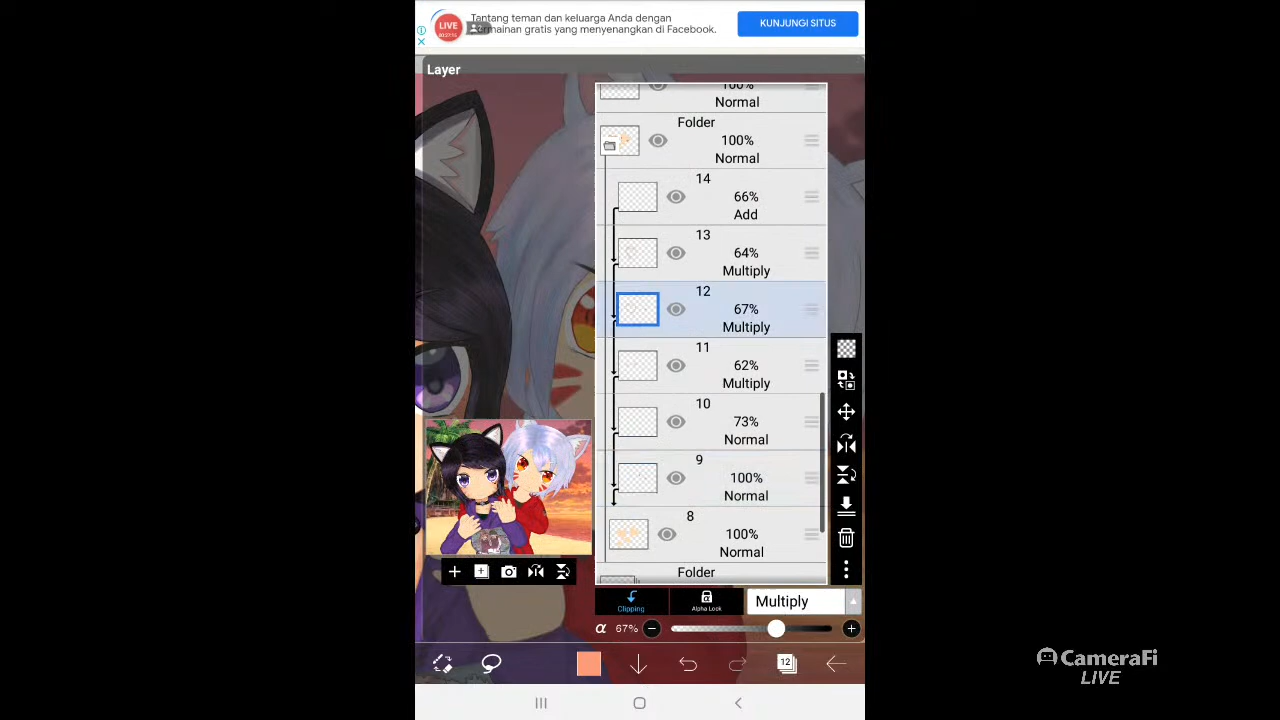 LIVE
Tantang teman dan keluarga Anda dengan
permainan gratis yang menyenangkan di Facebook.
KUNJUNGI SITUS
Layer
100%
Normal
Folder
100%
Normal
14
66%
Add
13
64%
Multiply
12
67%
Multiply
11
62%
Multiply
10
73%
Normal
9
100%
Normal
8
100%
Normal
Folder
Clipping
Alpha Lock
Multiply
α 67%
12
CameraFi
LIVE